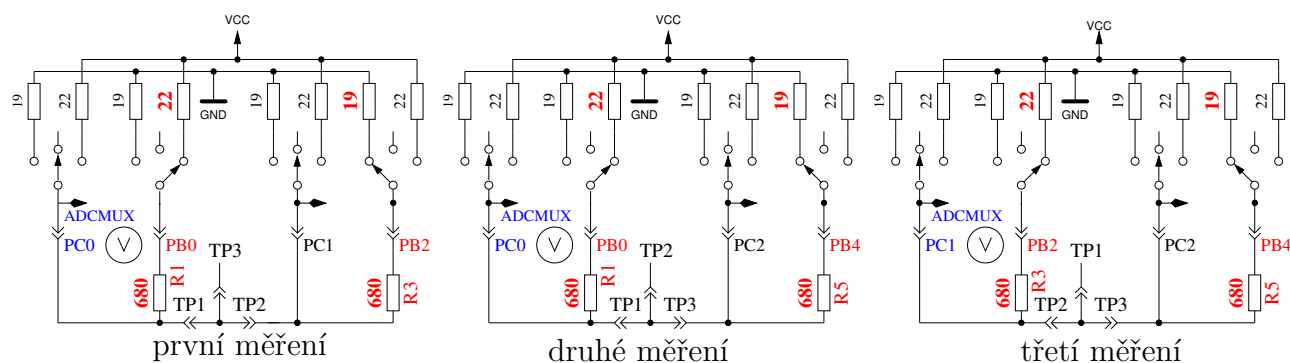 VCC
19
22
19
22
GND
19
22
19
22
ADCMUX
PC0
V
PB0
TP3
PC1
PB2
680
R1
TP1
TP2
680
R3
první měření
VCC
19
22
19
22
GND
19
22
19
22
ADCMUX
PC0
V
PB0
TP2
PC2
PB4
680
R1
TP1
TP3
680
R5
druhé měření
VCC
19
22
19
22
GND
19
22
19
22
ADCMUX
PC1
V
PB2
TP1
PC2
PB4
680
R3
TP2
TP3
680
R5
třetí měření